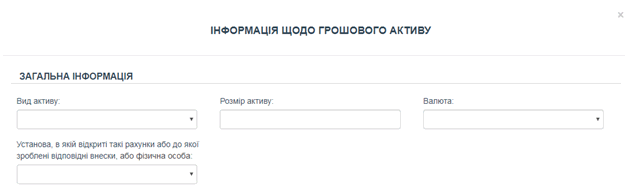 ×
ІНФОРМАЦІЯ ЩОДО ГРОШОВОГО АКТИВУ
ЗАГАЛЬНА ІНФОРМАЦІЯ
Вид активу:
Розмір активу:
Валюта:
Установа, в якій відкриті такі рахунки або до якої
зроблені відповідні внески, або фізична особа: